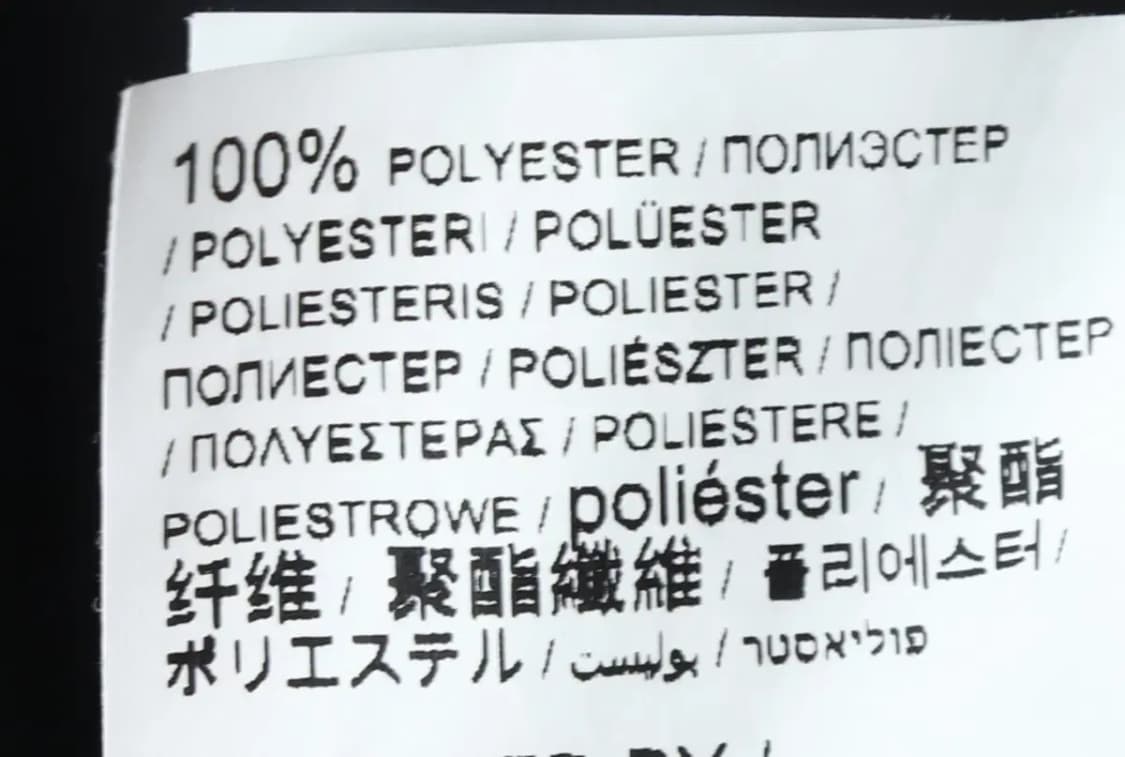 100% POLYESTER / ПОЛИЭСТЕР
/ POLYESTERI / POLÜESTER
/ POLIESTERIS / POLIESTER /
ПОЛИЕСТЕР / POLIÉSZTER / ПОЛІЕСТЕР
/ ΠΟΛΥΕΣΤΕΡΑΣ / POLIESTERE /
POLIESTROWE / poliéster / 聚酯
纤维 / 聚酯纖維 / 폴리에스터 /
ポリエステル / بوليست / פוליאסטר